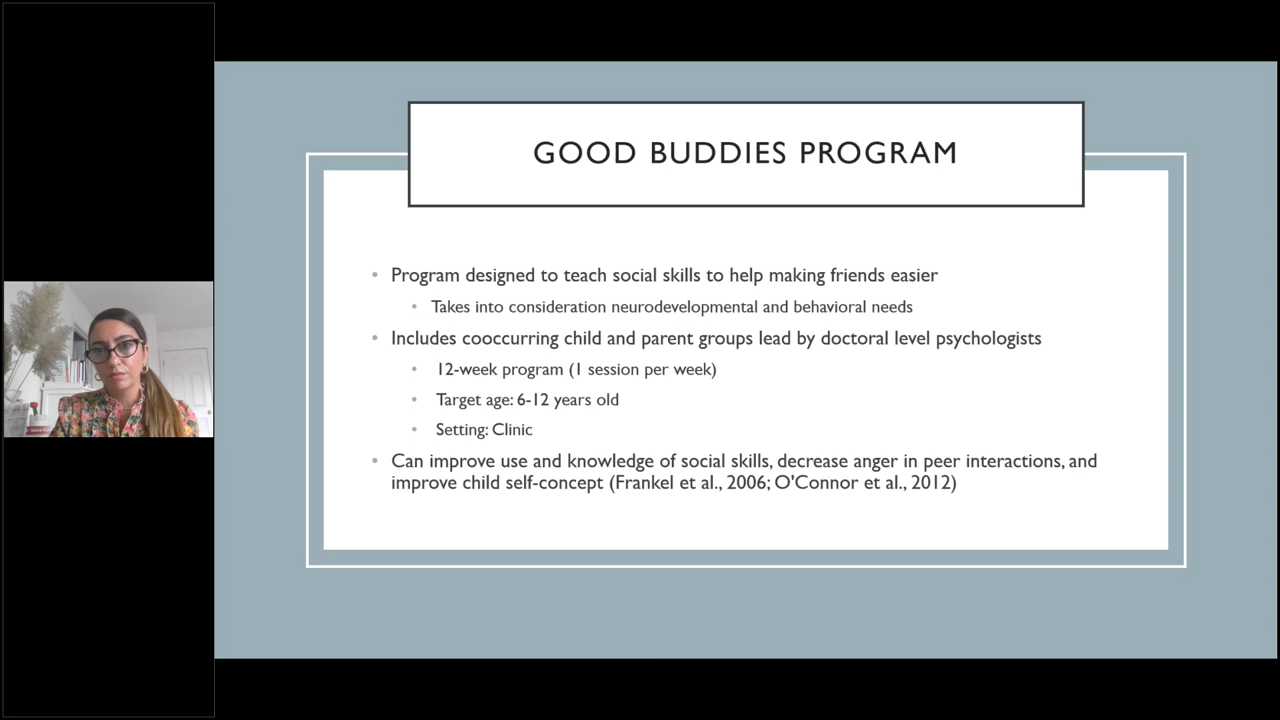 GOOD BUDDIES PROGRAM
• Program designed to teach social skills to help making friends easier
• Takes into consideration neurodevelopmental and behavioral needs
• Includes cooccurring child and parent groups lead by doctoral level psychologists
• 12-week program (1 session per week)
• Target age: 6-12 years old
• Setting: Clinic
• Can improve use and knowledge of social skills, decrease anger in peer interactions, and
improve child self-concept (Frankel et al., 2006; O'Connor et al., 2012)